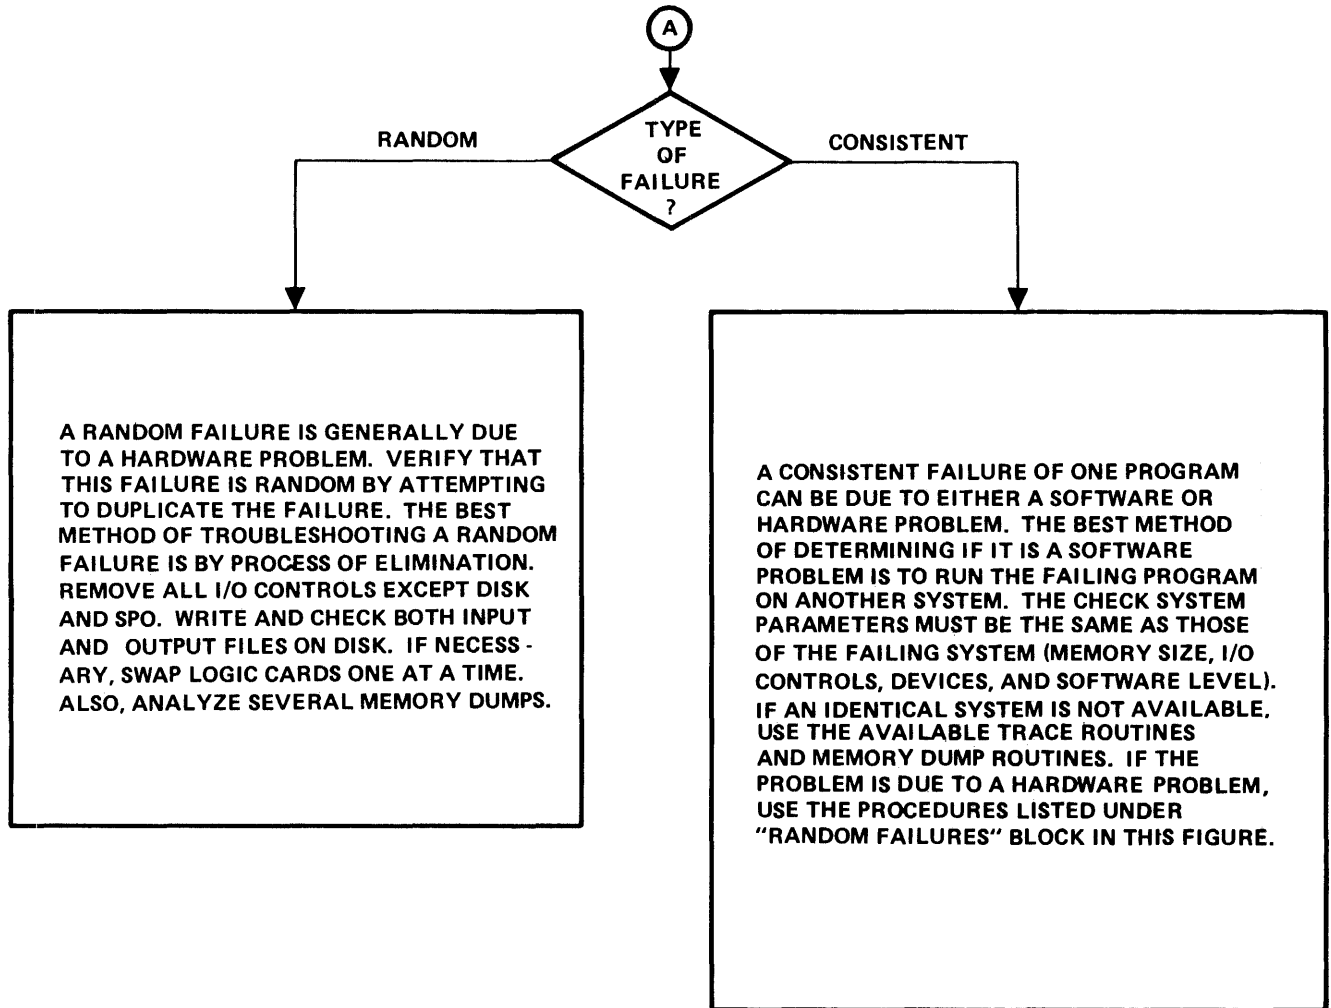 A
TYPE
OF
FAILURE
?
RANDOM
CONSISTENT
A RANDOM FAILURE IS GENERALLY DUE
TO A HARDWARE PROBLEM. VERIFY THAT
THIS FAILURE IS RANDOM BY ATTEMPTING
TO DUPLICATE THE FAILURE. THE BEST
METHOD OF TROUBLESHOOTING A RANDOM
FAILURE IS BY PROCESS OF ELIMINATION.
REMOVE ALL I/O CONTROLS EXCEPT DISK
AND SPO. WRITE AND CHECK BOTH INPUT
AND OUTPUT FILES ON DISK. IF NECESS-
ARY, SWAP LOGIC CARDS ONE AT A TIME.
ALSO, ANALYZE SEVERAL MEMORY DUMPS.
A CONSISTENT FAILURE OF ONE PROGRAM
CAN BE DUE TO EITHER A SOFTWARE OR
HARDWARE PROBLEM. THE BEST METHOD
OF DETERMINING IF IT IS A SOFTWARE
PROBLEM IS TO RUN THE FAILING PROGRAM
ON ANOTHER SYSTEM. THE CHECK SYSTEM
PARAMETERS MUST BE THE SAME AS THOSE
OF THE FAILING SYSTEM (MEMORY SIZE, I/O
CONTROLS, DEVICES, AND SOFTWARE LEVEL).
IF AN IDENTICAL SYSTEM IS NOT AVAILABLE,
USE THE AVAILABLE TRACE ROUTINES
AND MEMORY DUMP ROUTINES. IF THE
PROBLEM IS DUE TO A HARDWARE PROBLEM,
USE THE PROCEDURES LISTED UNDER
"RANDOM FAILURES" BLOCK IN THIS FIGURE.